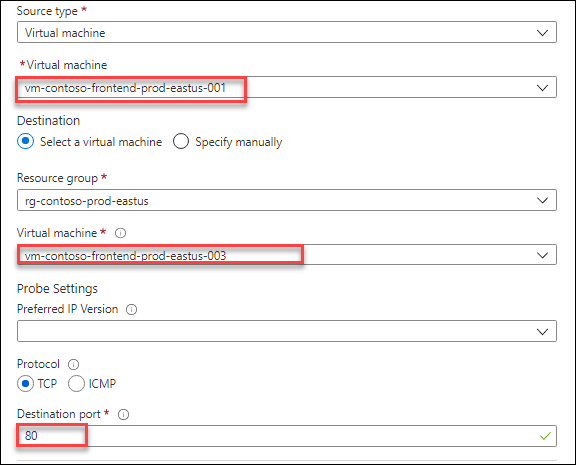 Source type *
Virtual machine
*Virtual machine
vm-contoso-frontend-prod-eastus-001
Destination
Select a virtual machine Specify manually
Resource group *
rg-contoso-prod-eastus
Virtual machine *
vm-contoso-frontend-prod-eastus-003
Probe Settings
Preferred IP Version
Protocol
TCP ICMP
Destination port *
80